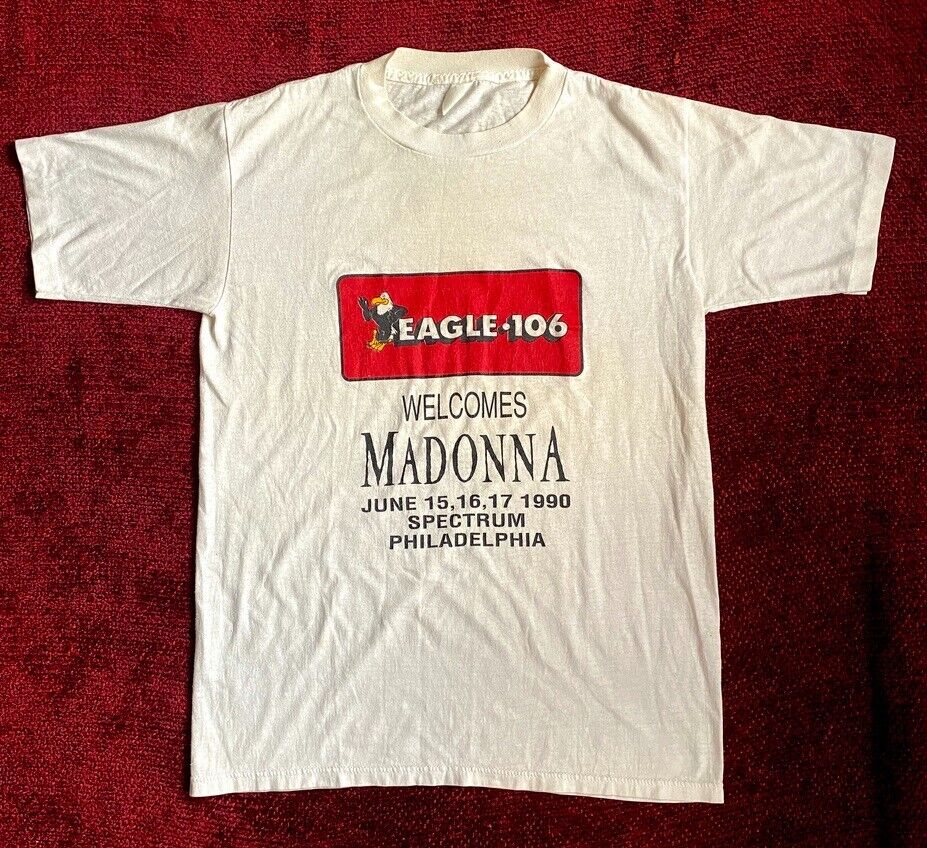 EAGLE·106
WELCOMES
MADONNA
JUNE 15,16,17 1990
SPECTRUM
PHILADELPHIA